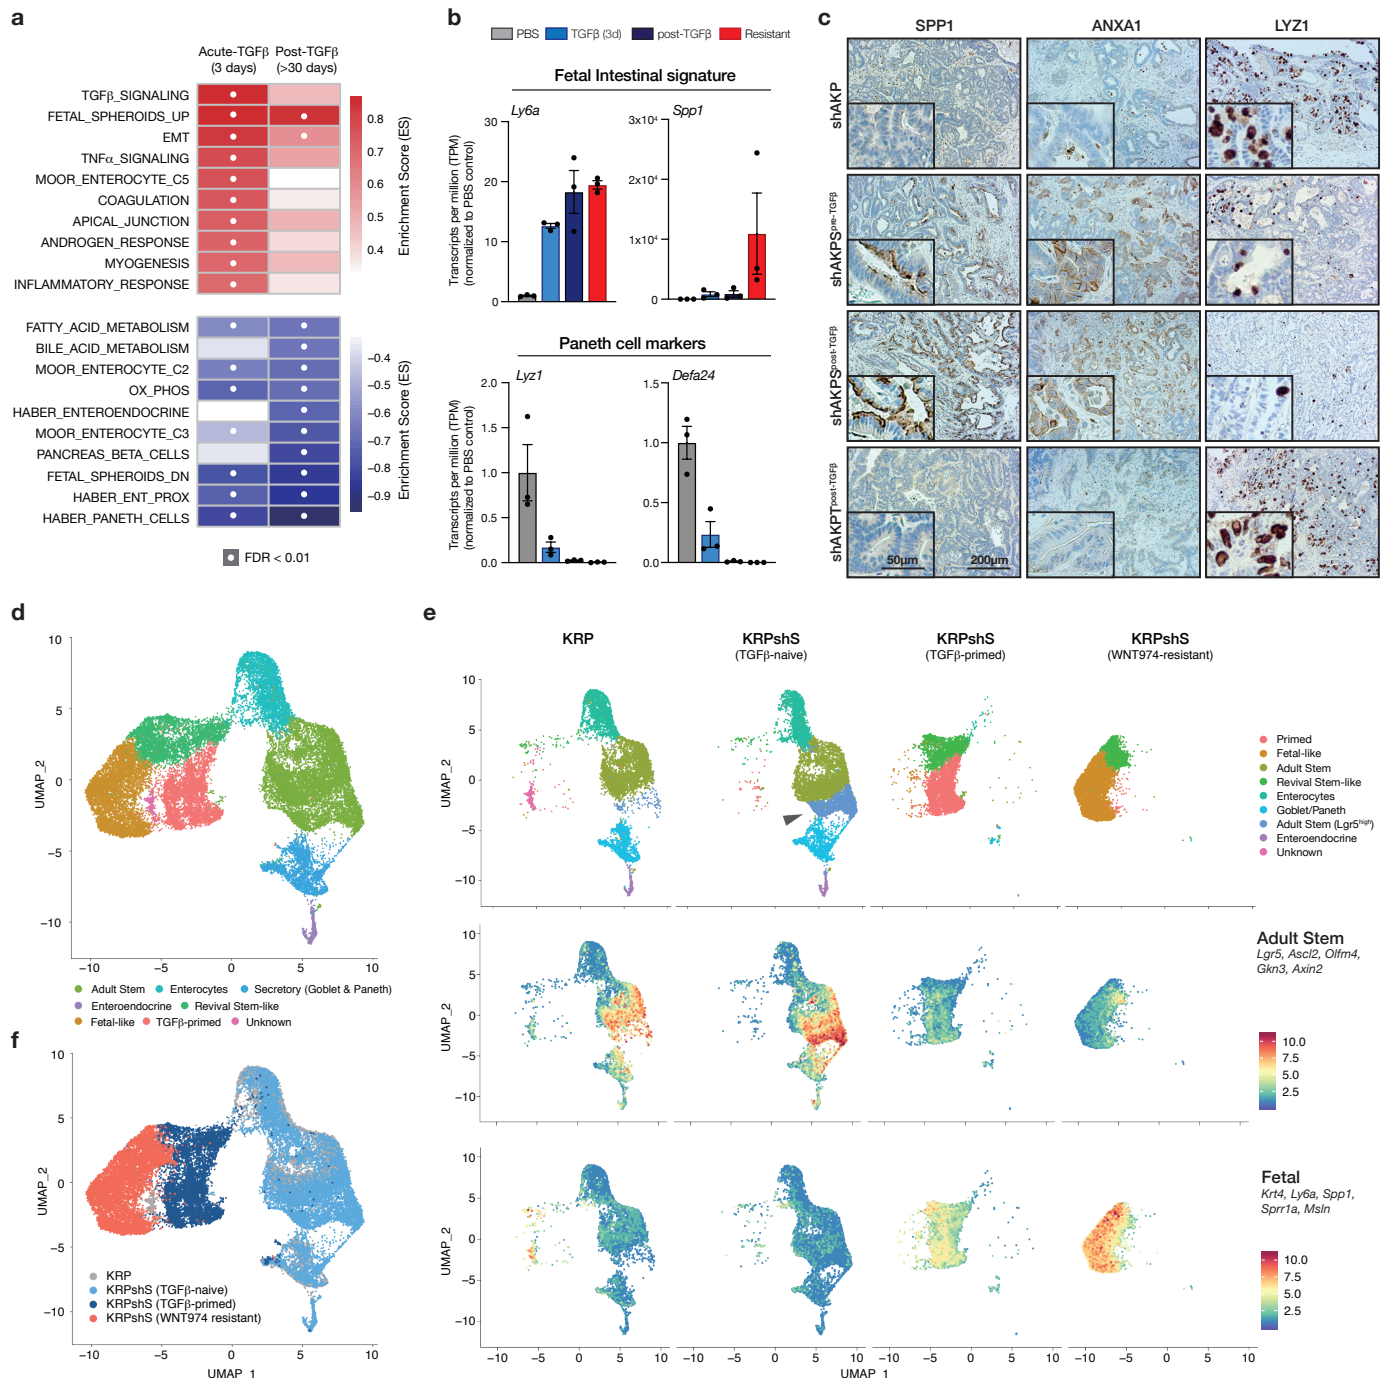 a
Acute-TGFβ
(3 days)
Post-TGFβ
(>30 days)
TGFβ_SIGNALING
FETAL_SPHEROIDS_UP
EMT
TNFα_SIGNALING
MOOR_ENTEROCYTE_C5
COAGULATION
APICAL_JUNCTION
ANDROGEN_RESPONSE
MYOGENESIS
INFLAMMATORY_RESPONSE
0.8
0.7
0.6
0.5
0.4
Enrichment Score (ES)
FATTY_ACID_METABOLISM
BILE_ACID_METABOLISM
MOOR_ENTEROCYTE_C2
OX_PHOS
HABER_ENTEROENDOCRINE
MOOR_ENTEROCYTE_C3
PANCREAS_BETA_CELLS
FETAL_SPHEROIDS_DN
HABER_ENT_PROX
HABER_PANETH_CELLS
−0.4
−0.5
−0.6
−0.7
−0.8
−0.9
Enrichment Score (ES)
FDR < 0.01
b
PBS TGFβ (3d) post-TGFβ Resistant
Fetal Intestinal signature
Ly6a
30
20
10
0
Transcripts per million (TPM)
(normalized to PBS control)
Spp1
3x10⁴
2x10⁴
1x10⁴
0
Paneth cell markers
Lyz1
2.0
1.5
1.0
0.5
0.0
Transcripts per million (TPM)
(normalized to PBS control)
Defa24
1.5
1.0
0.5
0.0
c
SPP1 ANXA1 LYZ1
shAKP
shAKPS pre-TGFβ
shAKPS post-TGFβ
shAKPT post-TGFβ
50µm
200µm
d
10
5
0
−5
−10
UMAP_2
−10 −5 0 5 10
Adult Stem Enterocytes Secretory (Goblet & Paneth)
Enteroendocrine Revival Stem-like
Fetal-like TGFβ-primed Unknown
e
KRP
KRPshS
(TGFβ-naive)
KRPshS
(TGFβ-primed)
KRPshS
(WNT974-resistant)
10
5
0
−5
−10
UMAP_2
Primed
Fetal-like
Adult Stem
Revival Stem-like
Enterocytes
Goblet/Paneth
Adult Stem (Lgr5high)
Enteroendocrine
Unknown
10
5
0
−5
−10
UMAP_2
Adult Stem
Lgr5, Ascl2, Olfm4,
Gkn3, Axin2
10.0
7.5
5.0
2.5
10
5
0
−5
−10
UMAP_2
Fetal
Krt4, Ly6a, Spp1,
Sprr1a, Msln
10.0
7.5
5.0
2.5
−10 −5 0 5 10
−10 −5 0 5 10
−10 −5 0 5 10
−10 −5 0 5 10
UMAP_1
f
10
5
0
−5
−10
UMAP_2
KRP
KRPshS (TGFβ-naive)
KRPshS (TGFβ-primed)
KRPshS (WNT974 resistant)
−10 −5 0 5 10
UMAP_1